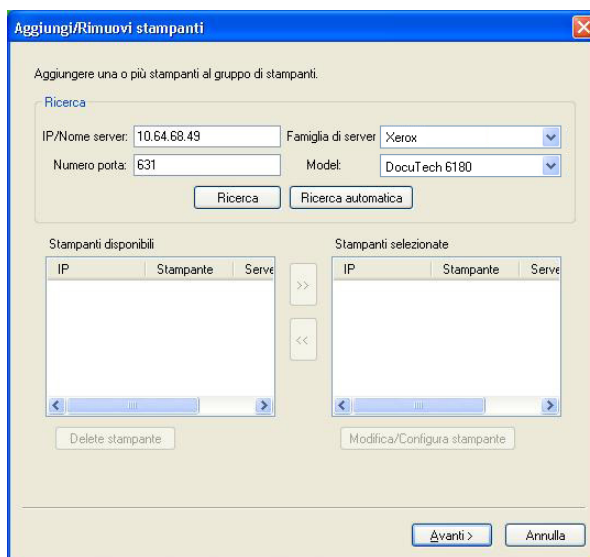 Aggiungi/Rimuovi stampanti
Aggiungere una o più stampanti al gruppo di stampanti.
Ricerca
IP/Nome server: 10.64.68.49 Famiglia di server Xerox
Numero porta: 631 Model: DocuTech 6180
Ricerca Ricerca automatica
Stampanti disponibili Stampanti selezionate
IP Stampante Serve IP Stampante Serve
>>
<<
Delete stampante Modifica/Configura stampante
Avanti > Annulla